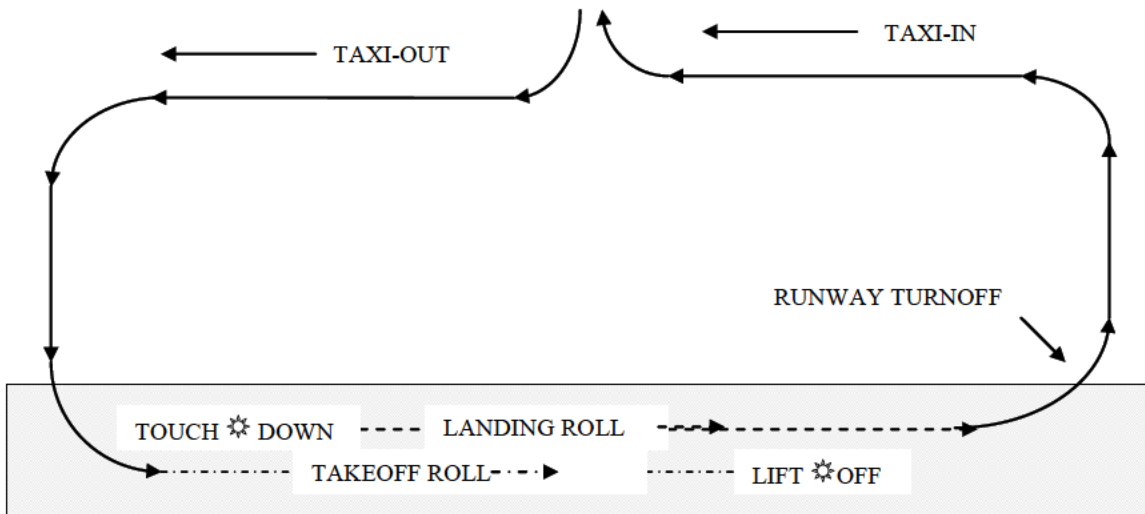 TAXI-OUT
TAXI-IN
RUNWAY TURNOFF
TOUCH DOWN
LANDING ROLL
TAKEOFF ROLL
LIFT OFF